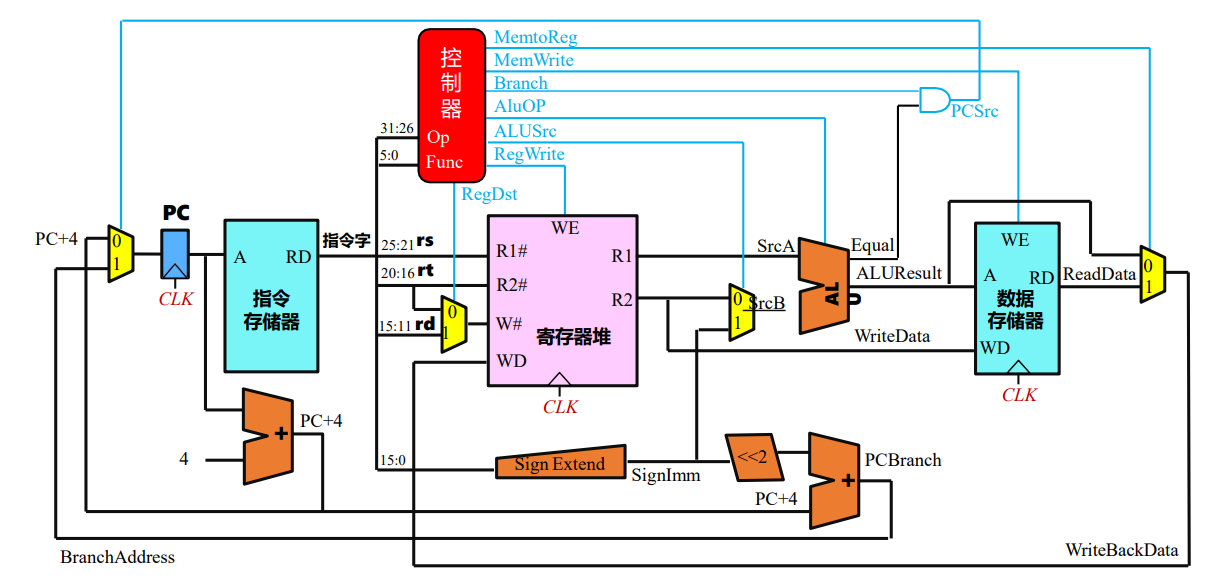 控
制
器
Op
Func
MemtoReg
MemWrite
Branch
AluOP
ALUSrc
RegWrite
RegDst
PCSrc
31:26
5:0
PC+4
0
1
PC
CLK
A
RD
指令
存储器
指令字
25:21 rs
20:16 rt
15:11 rd
0
1
WE
R1#
R2#
W#
WD
R1
R2
寄存器堆
CLK
SrcA
0
1
SrcB
ALU
Equal
ALUResult
WriteData
WE
A
RD
数据
存储器
WD
CLK
ReadData
0
1
4
+
PC+4
15:0
Sign Extend
SignImm
<<2
PC+4
+
PCBranch
BranchAddress
WriteBackData